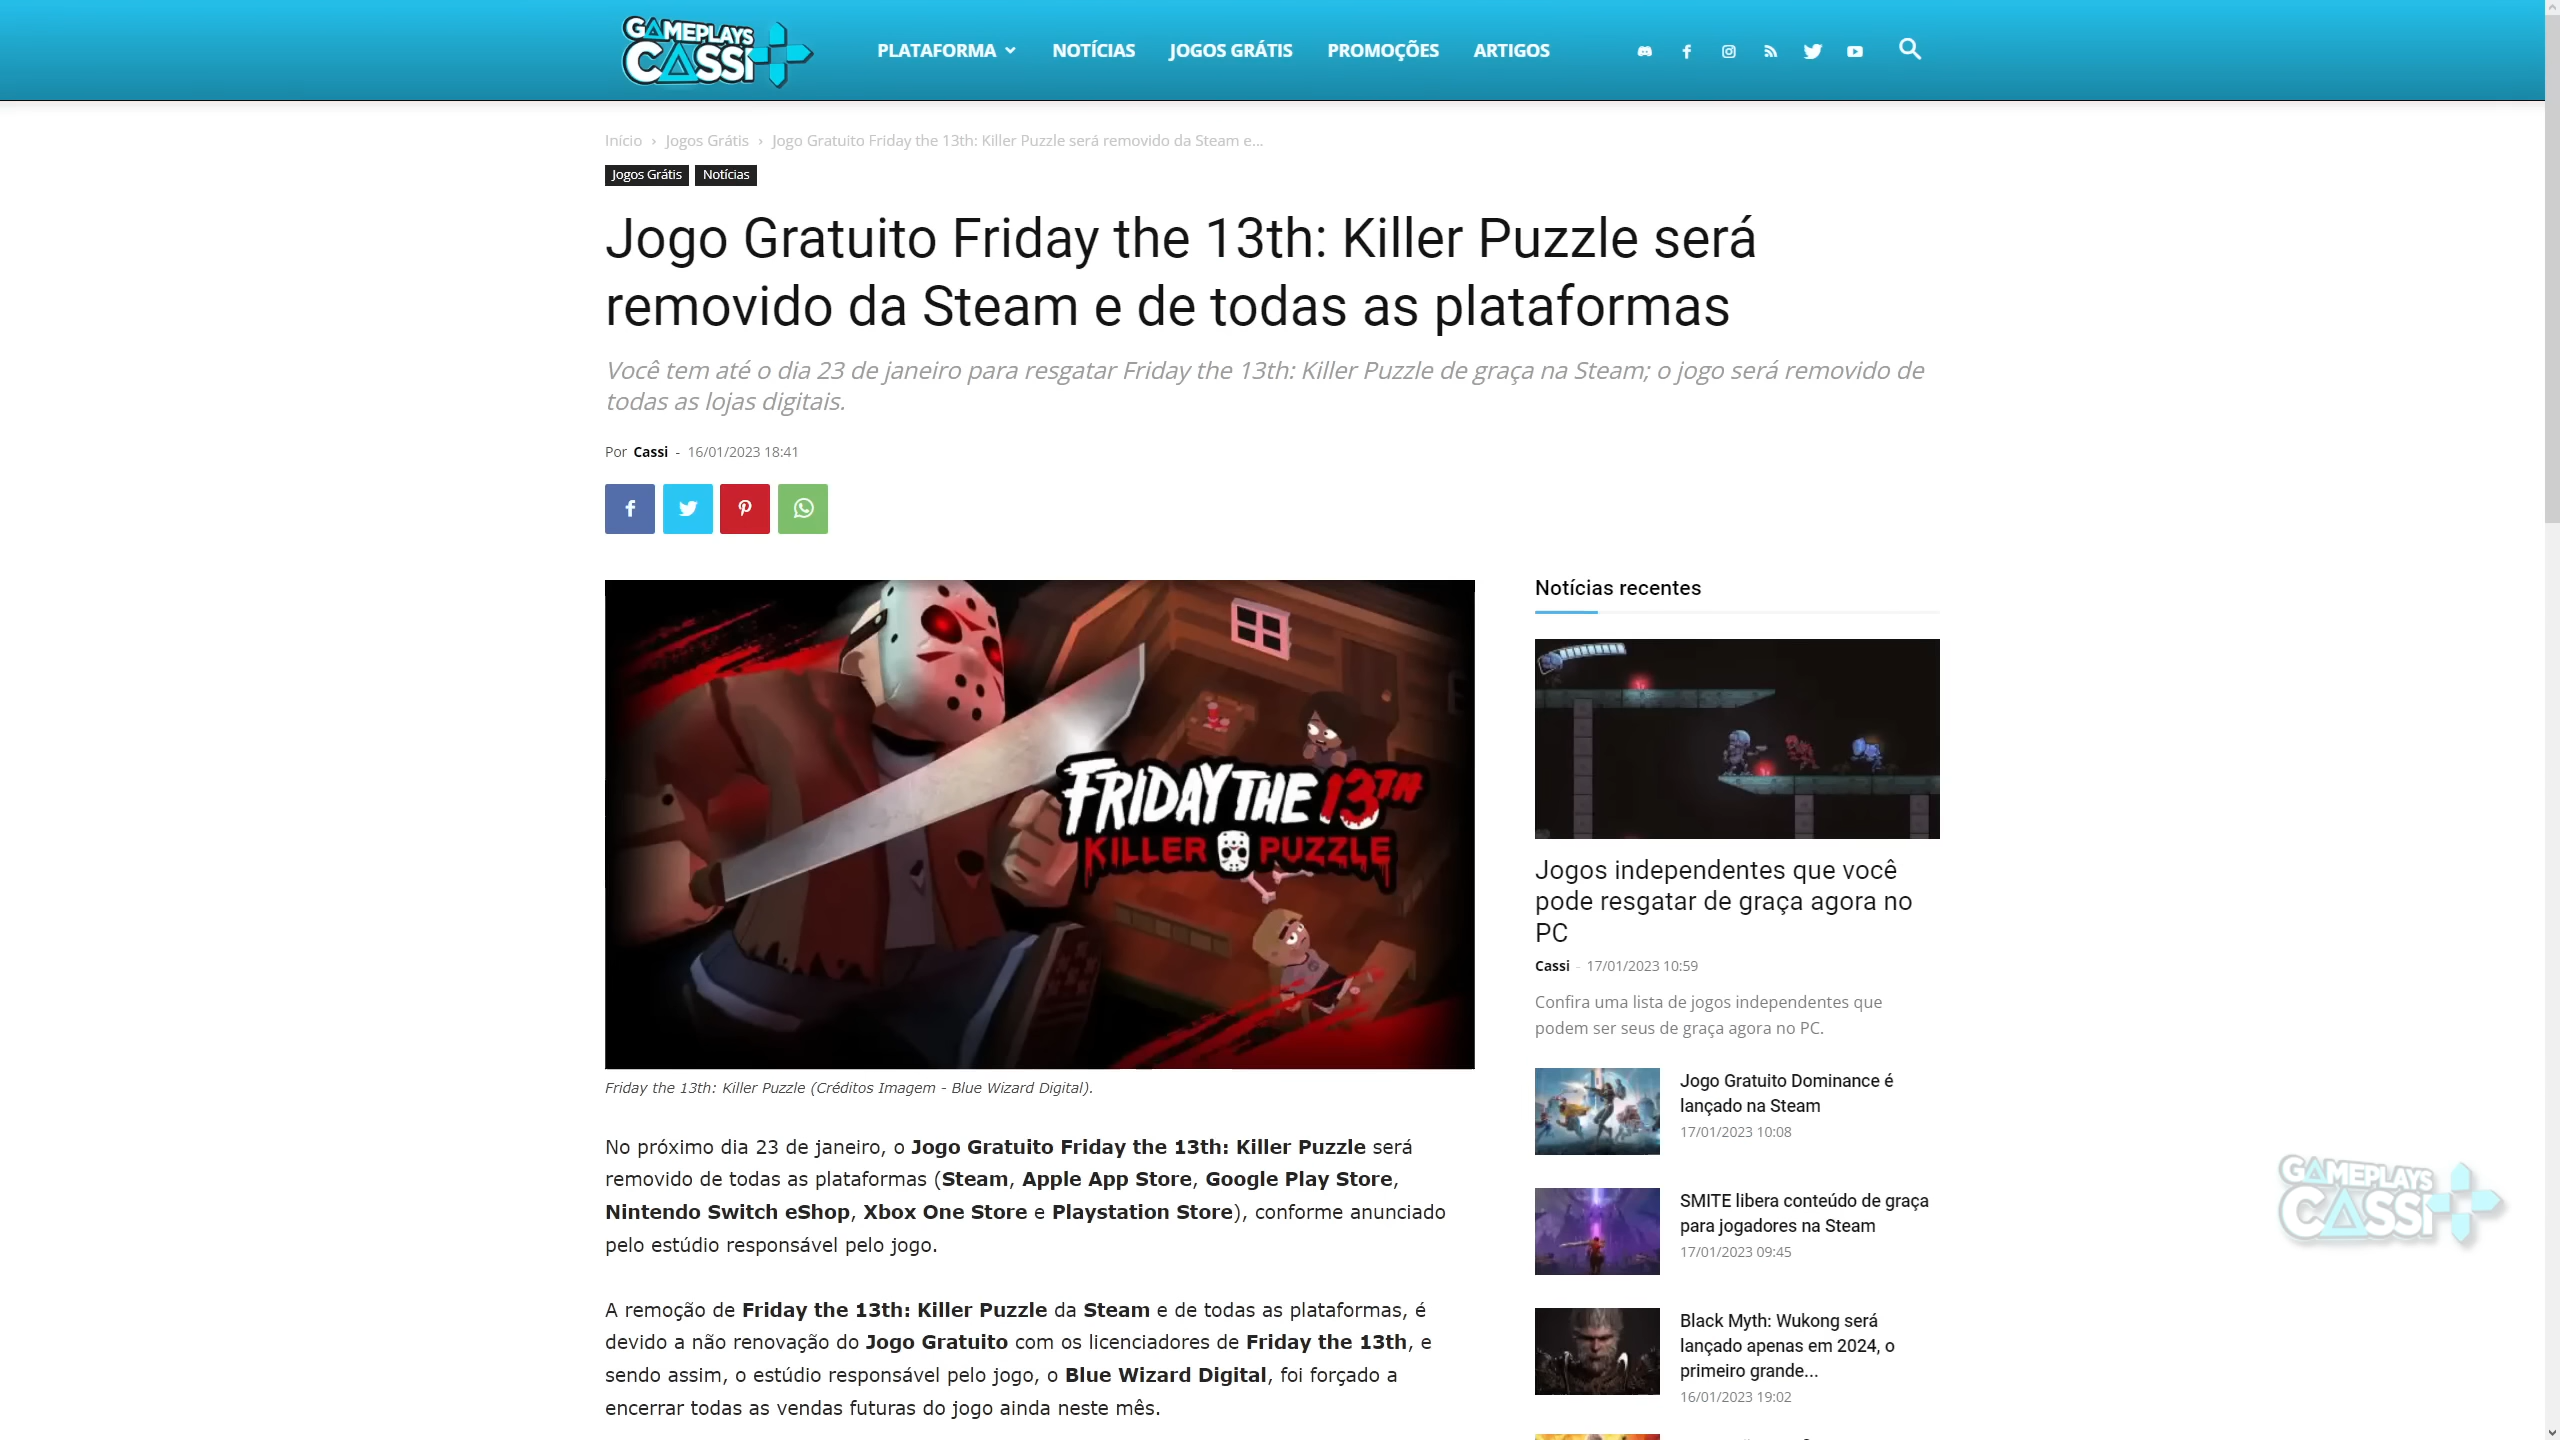 GAMEPLAYS
CASSI
PLATAFORMA
NOTÍCIAS
JOGOS GRÁTIS
PROMOÇÕES
ARTIGOS
Início › Jogos Grátis › Jogo Gratuito Friday the 13th: Killer Puzzle será removido da Steam e...
Jogos Grátis
Notícias
Jogo Gratuito Friday the 13th: Killer Puzzle será
removido da Steam e de todas as plataformas
Você tem até o dia 23 de janeiro para resgatar Friday the 13th: Killer Puzzle de graça na Steam; o jogo será removido de
todas as lojas digitais.
Por Cassi - 16/01/2023 18:41
FRIDAY THE 13TH
KILLER PUZZLE
Friday the 13th: Killer Puzzle (Créditos Imagem - Blue Wizard Digital).
No próximo dia 23 de janeiro, o Jogo Gratuito Friday the 13th: Killer Puzzle será
removido de todas as plataformas (Steam, Apple App Store, Google Play Store,
Nintendo Switch eShop, Xbox One Store e Playstation Store), conforme anunciado
pelo estúdio responsável pelo jogo.
A remoção de Friday the 13th: Killer Puzzle da Steam e de todas as plataformas, é
devido a não renovação do Jogo Gratuito com os licenciadores de Friday the 13th, e
sendo assim, o estúdio responsável pelo jogo, o Blue Wizard Digital, foi forçado a
encerrar todas as vendas futuras do jogo ainda neste mês.
Notícias recentes
Jogos independentes que você
pode resgatar de graça agora no
PC
Cassi - 17/01/2023 10:59
Confira uma lista de jogos independentes que
podem ser seus de graça agora no PC.
Jogo Gratuito Dominance é
lançado na Steam
17/01/2023 10:08
SMITE libera conteúdo de graça
para jogadores na Steam
17/01/2023 09:45
Black Myth: Wukong será
lançado apenas em 2024, o
primeiro grande...
16/01/2023 19:02
GAMEPLAYS
CASSI